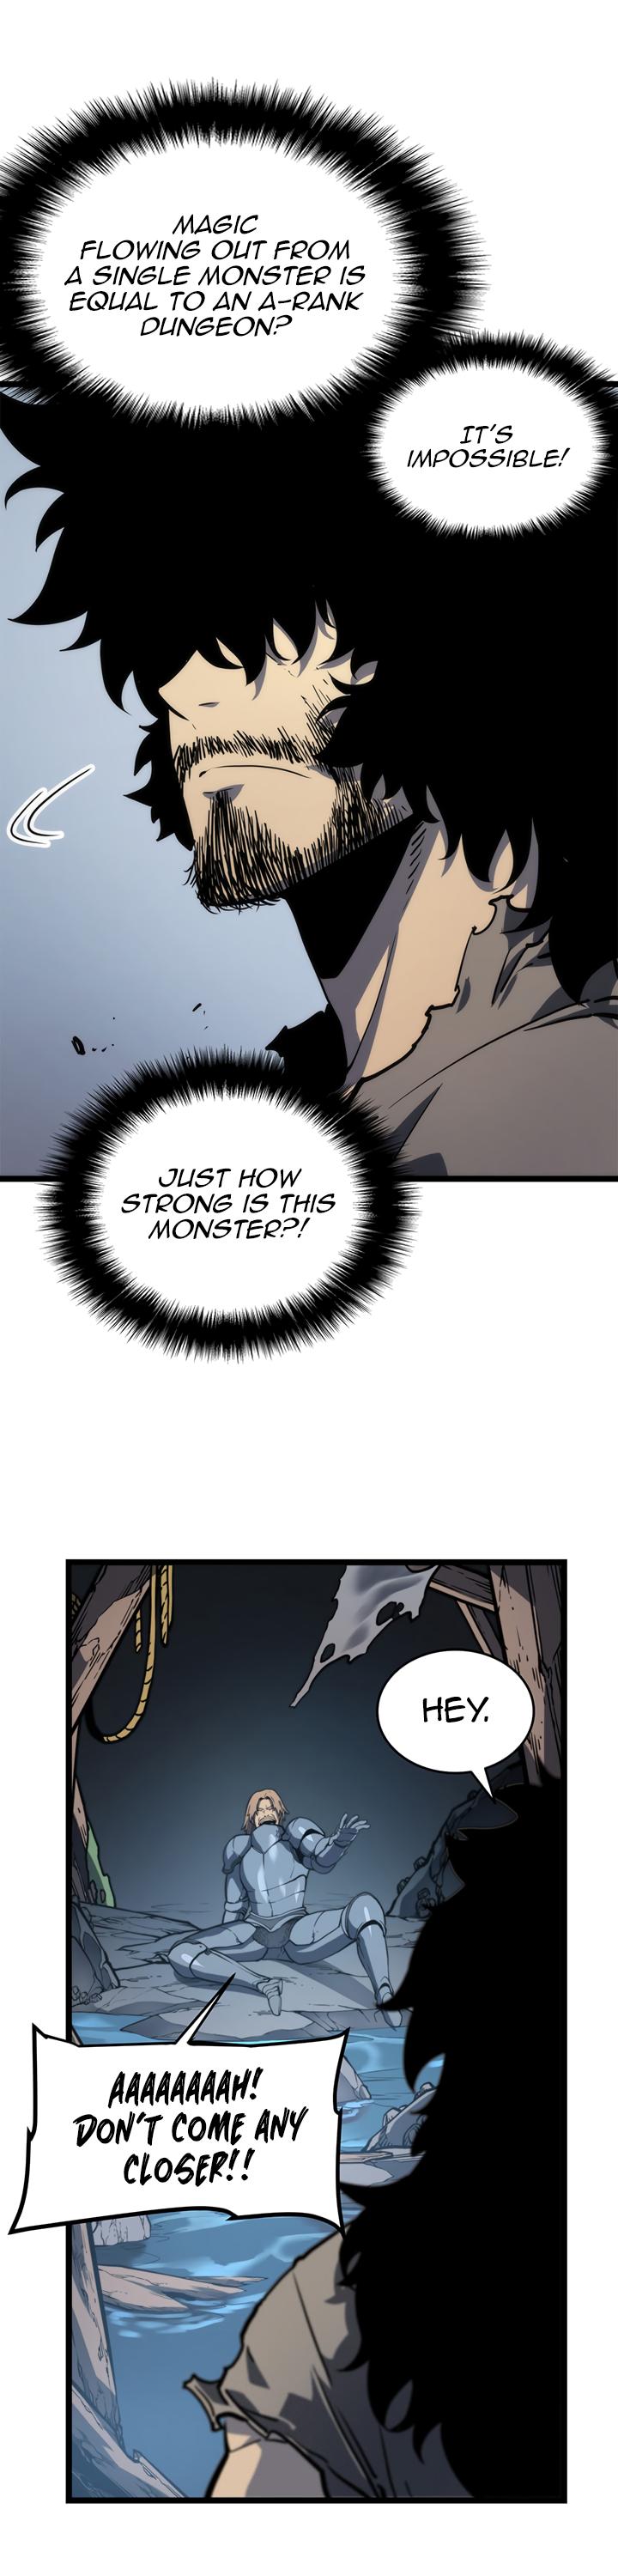 MAGIC
FLOWING OUT FROM
A SINGLE MONSTER IS
EQUAL TO AN A-RANK
DUNGEON?
IT'S
IMPOSSIBLE!
JUST HOW
STRONG IS THIS
MONSTER?!
HEY.
AAAAAAAAH!
DON'T COME ANY
CLOSER!!